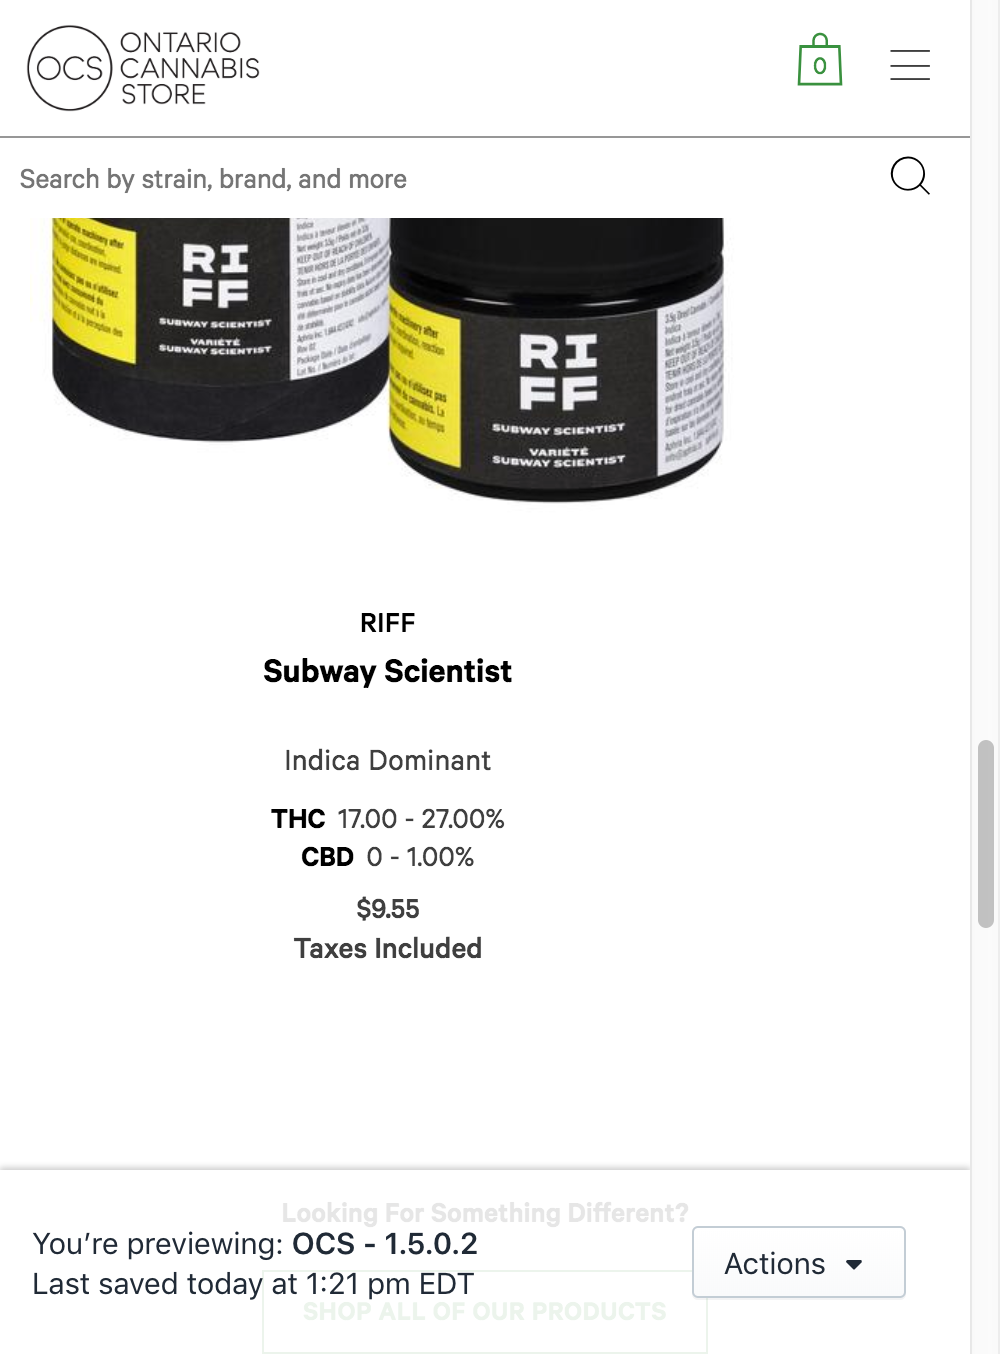 OCS
ONTARIO
CANNABIS
STORE
0
Search by strain, brand, and more
RI
FF
SUBWAY SCIENTIST
VARIÉTÉ
SUBWAY SCIENTIST
RI
FF
SUBWAY SCIENTIST
VARIÉTÉ
SUBWAY SCIENTIST
RIFF
Subway Scientist
Indica Dominant
THC 17.00 - 27.00%
CBD 0 - 1.00%
$9.55
Taxes Included
Looking For Something Different?
You're previewing: OCS - 1.5.0.2
Last saved today at 1:21 pm EDT
Actions
SHOP ALL OF OUR PRODUCTS